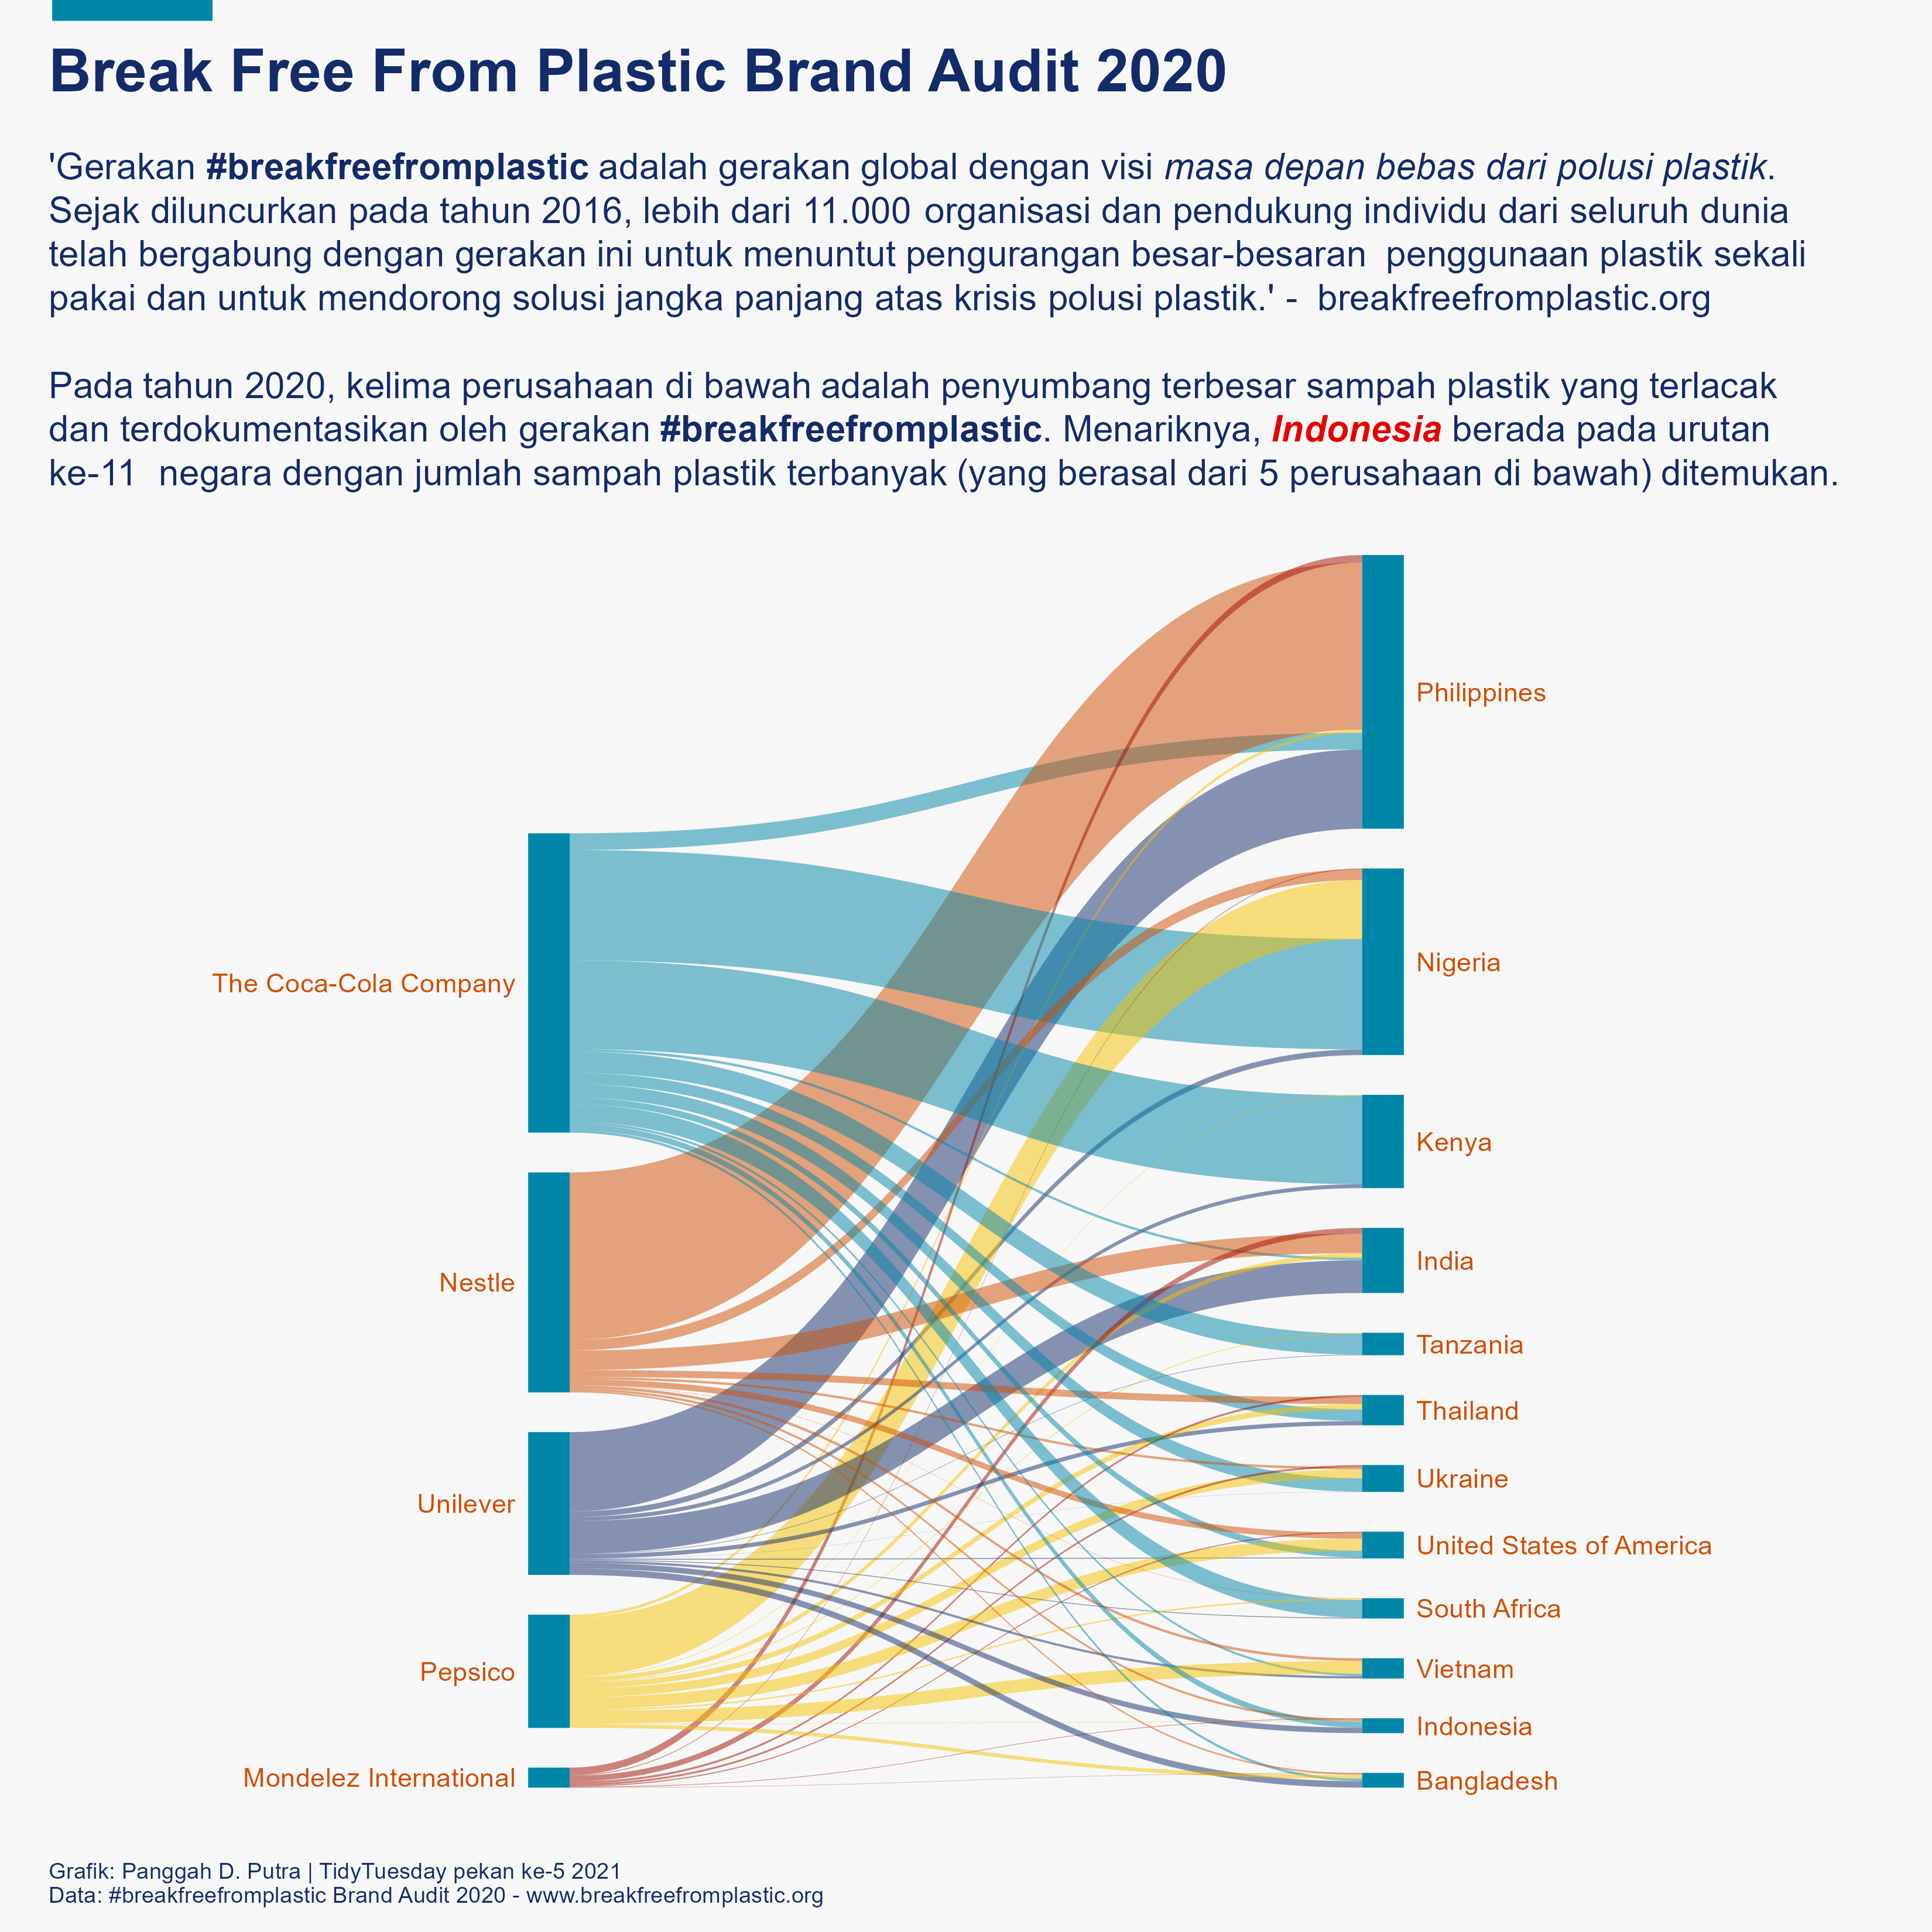 Break Free From Plastic Brand Audit 2020
'Gerakan #breakfreefromplastic adalah gerakan global dengan visi masa depan bebas dari polusi plastik.
Sejak diluncurkan pada tahun 2016, lebih dari 11.000 organisasi dan pendukung individu dari seluruh dunia
telah bergabung dengan gerakan ini untuk menuntut pengurangan besar-besaran  penggunaan plastik sekali
pakai dan untuk mendorong solusi jangka panjang atas krisis polusi plastik.' -  breakfreefromplastic.org
Pada tahun 2020, kelima perusahaan di bawah adalah penyumbang terbesar sampah plastik yang terlacak
dan terdokumentasikan oleh gerakan #breakfreefromplastic. Menariknya, Indonesia berada pada urutan
ke-11  negara dengan jumlah sampah plastik terbanyak (yang berasal dari 5 perusahaan di bawah) ditemukan.
The Coca-Cola Company
Nestle
Unilever
Pepsico
Mondelez International
Philippines
Nigeria
Kenya
India
Tanzania
Thailand
Ukraine
United States of America
South Africa
Vietnam
Indonesia
Bangladesh
Grafik: Panggah D. Putra | TidyTuesday pekan ke-5 2021
Data: #breakfreefromplastic Brand Audit 2020 - www.breakfreefromplastic.org